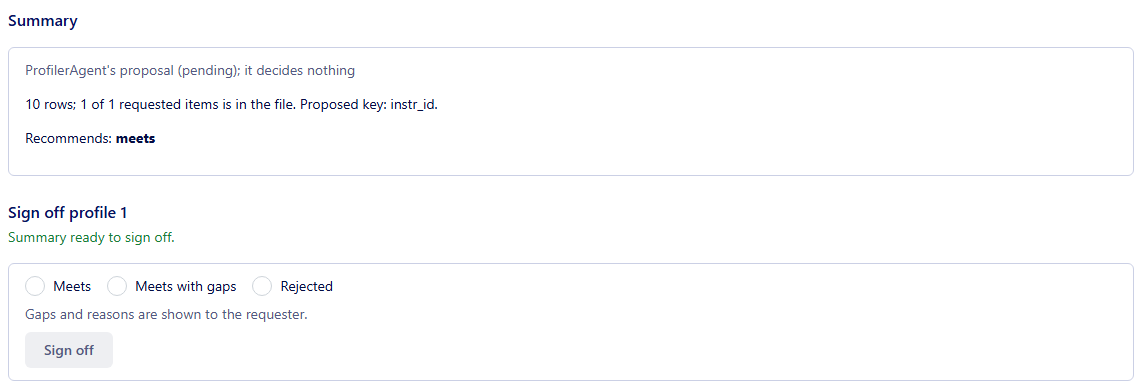 Summary
ProfilerAgent's proposal (pending); it decides nothing
10 rows; 1 of 1 requested items is in the file. Proposed key: instr_id.
Recommends: meets
Sign off profile 1
Summary ready to sign off.
Meets Meets with gaps Rejected
Gaps and reasons are shown to the requester.
Sign off